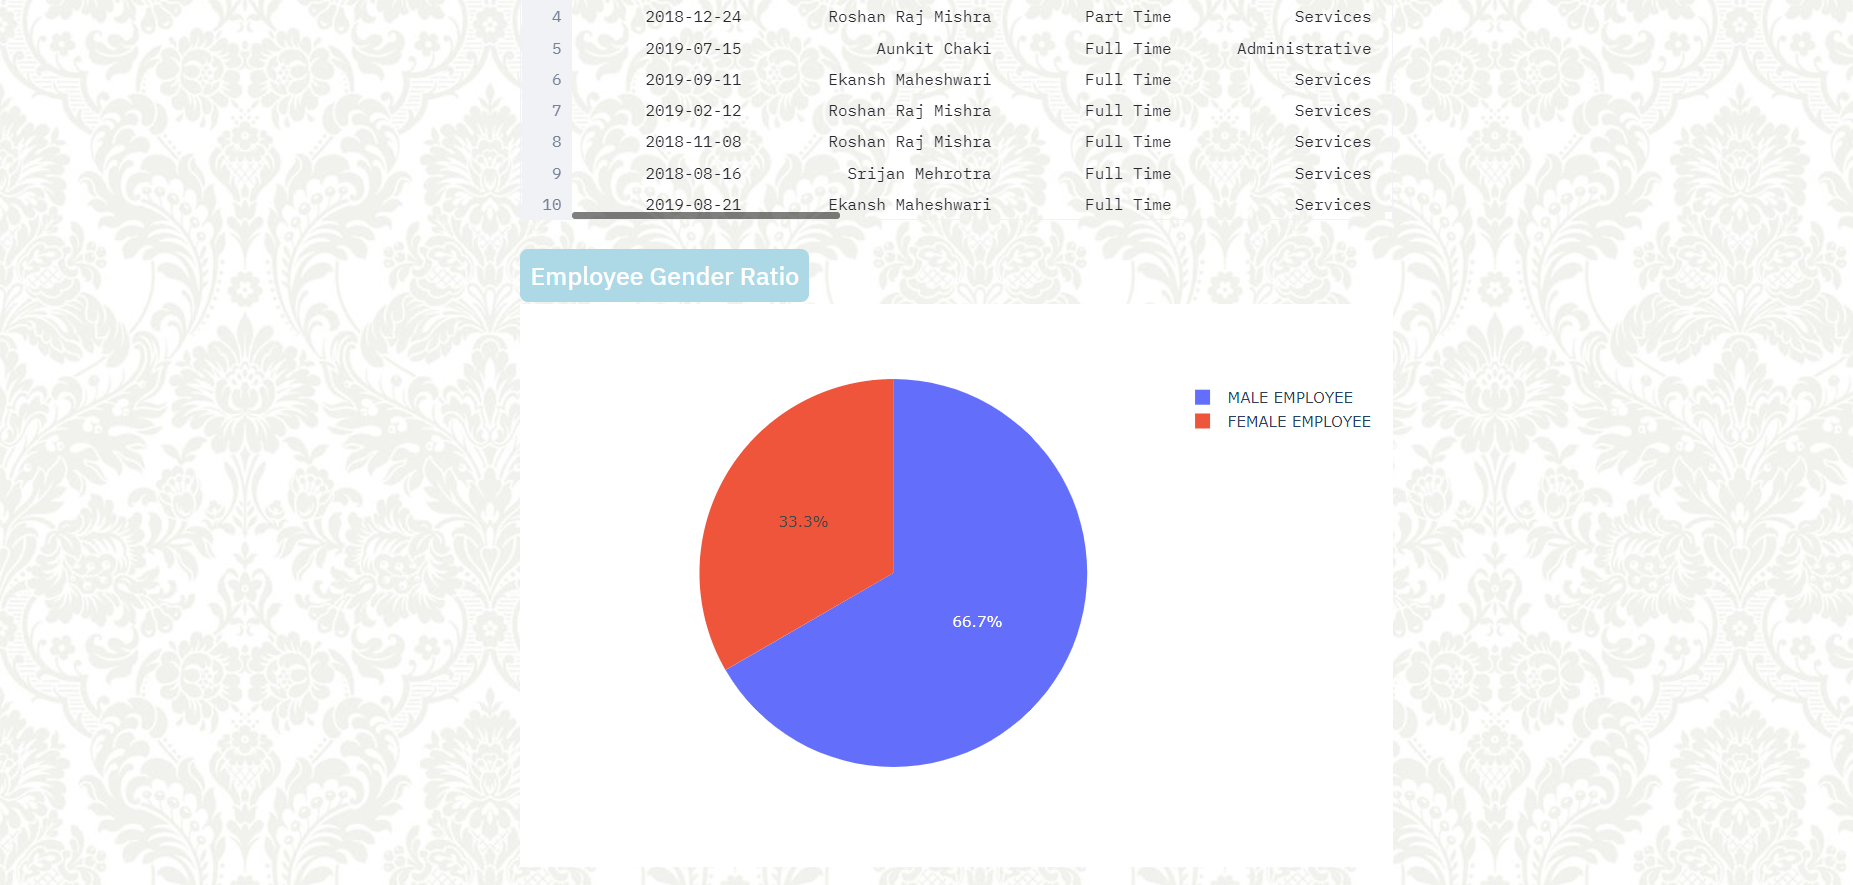 4 2018-12-24 Roshan Raj Mishra Part Time Services
5 2019-07-15 Aunkit Chaki Full Time Administrative
6 2019-09-11 Ekansh Maheshwari Full Time Services
7 2019-02-12 Roshan Raj Mishra Full Time Services
8 2018-11-08 Roshan Raj Mishra Full Time Services
9 2018-08-16 Srijan Mehrotra Full Time Services
10 2019-08-21 Ekansh Maheshwari Full Time Services
Employee Gender Ratio
MALE EMPLOYEE
FEMALE EMPLOYEE
33.3%
66.7%